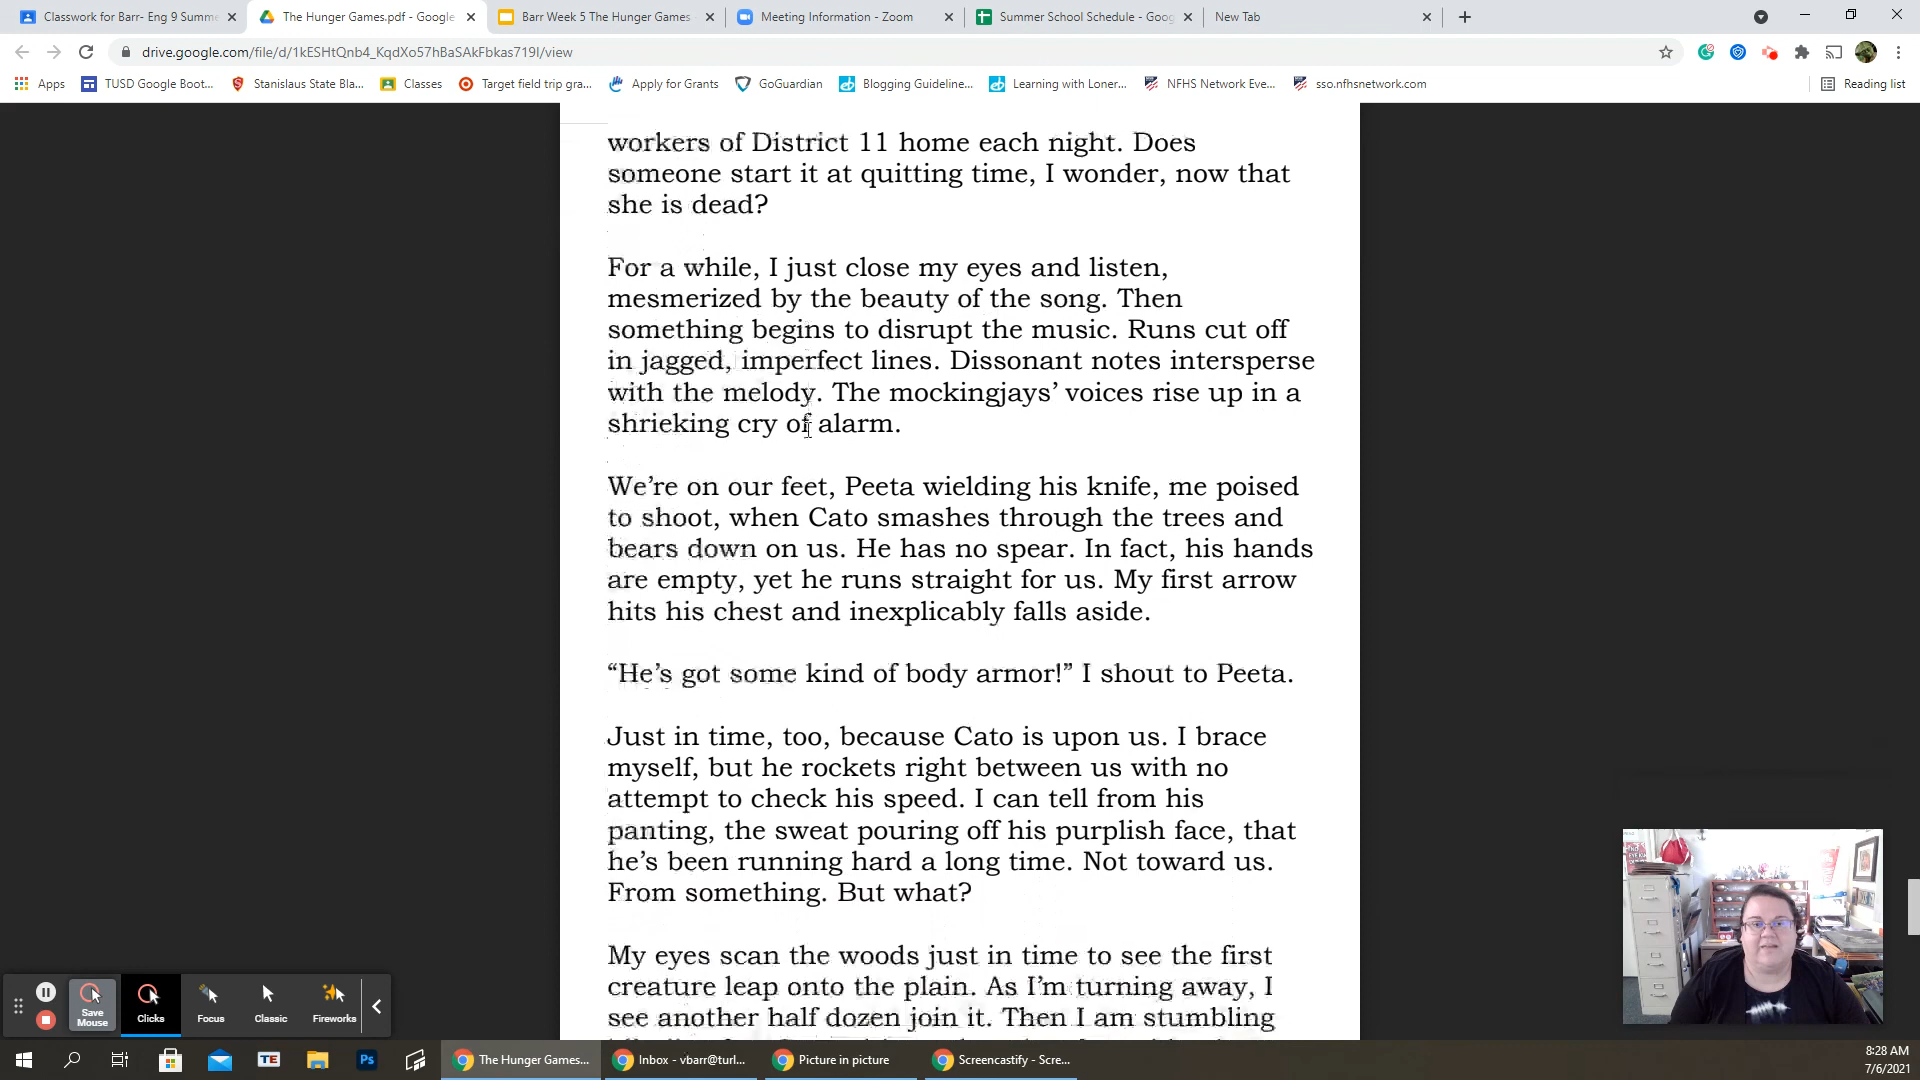 Classwork for Barr- Eng 9 Summe
The Hunger Games.pdf - Google
Barr Week 5 The Hunger Games
Meeting Information - Zoom
Summer School Schedule - Goog
New Tab
drive.google.com/file/d/1kESHtQnb4_KqdXo57hBaSAkFbkas719I/view
Apps
TUSD Google Boot...
Stanislaus State Bla...
Classes
Target field trip gra...
Apply for Grants
GoGuardian
Blogging Guideline...
Learning with Loner...
NFHS Network Eve...
sso.nfhsnetwork.com
Reading list
workers of District 11 home each night. Does
someone start it at quitting time, I wonder, now that
she is dead?
For a while, I just close my eyes and listen,
mesmerized by the beauty of the song. Then
something begins to disrupt the music. Runs cut off
in jagged, imperfect lines. Dissonant notes intersperse
with the melody. The mockingjays’ voices rise up in a
shrieking cry of alarm.
We’re on our feet, Peeta wielding his knife, me poised
to shoot, when Cato smashes through the trees and
bears down on us. He has no spear. In fact, his hands
are empty, yet he runs straight for us. My first arrow
hits his chest and inexplicably falls aside.
“He’s got some kind of body armor!” I shout to Peeta.
Just in time, too, because Cato is upon us. I brace
myself, but he rockets right between us with no
attempt to check his speed. I can tell from his
panting, the sweat pouring off his purplish face, that
he’s been running hard a long time. Not toward us.
From something. But what?
My eyes scan the woods just in time to see the first
creature leap onto the plain. As I’m turning away, I
see another half dozen join it. Then I am stumbling
Save
Mouse
Clicks
Focus
Classic
Fireworks
TE
Ps
The Hunger Games...
Inbox - vbarr@turl...
Picture in picture
Screencastify - Scre...
8:28 AM
7/6/2021